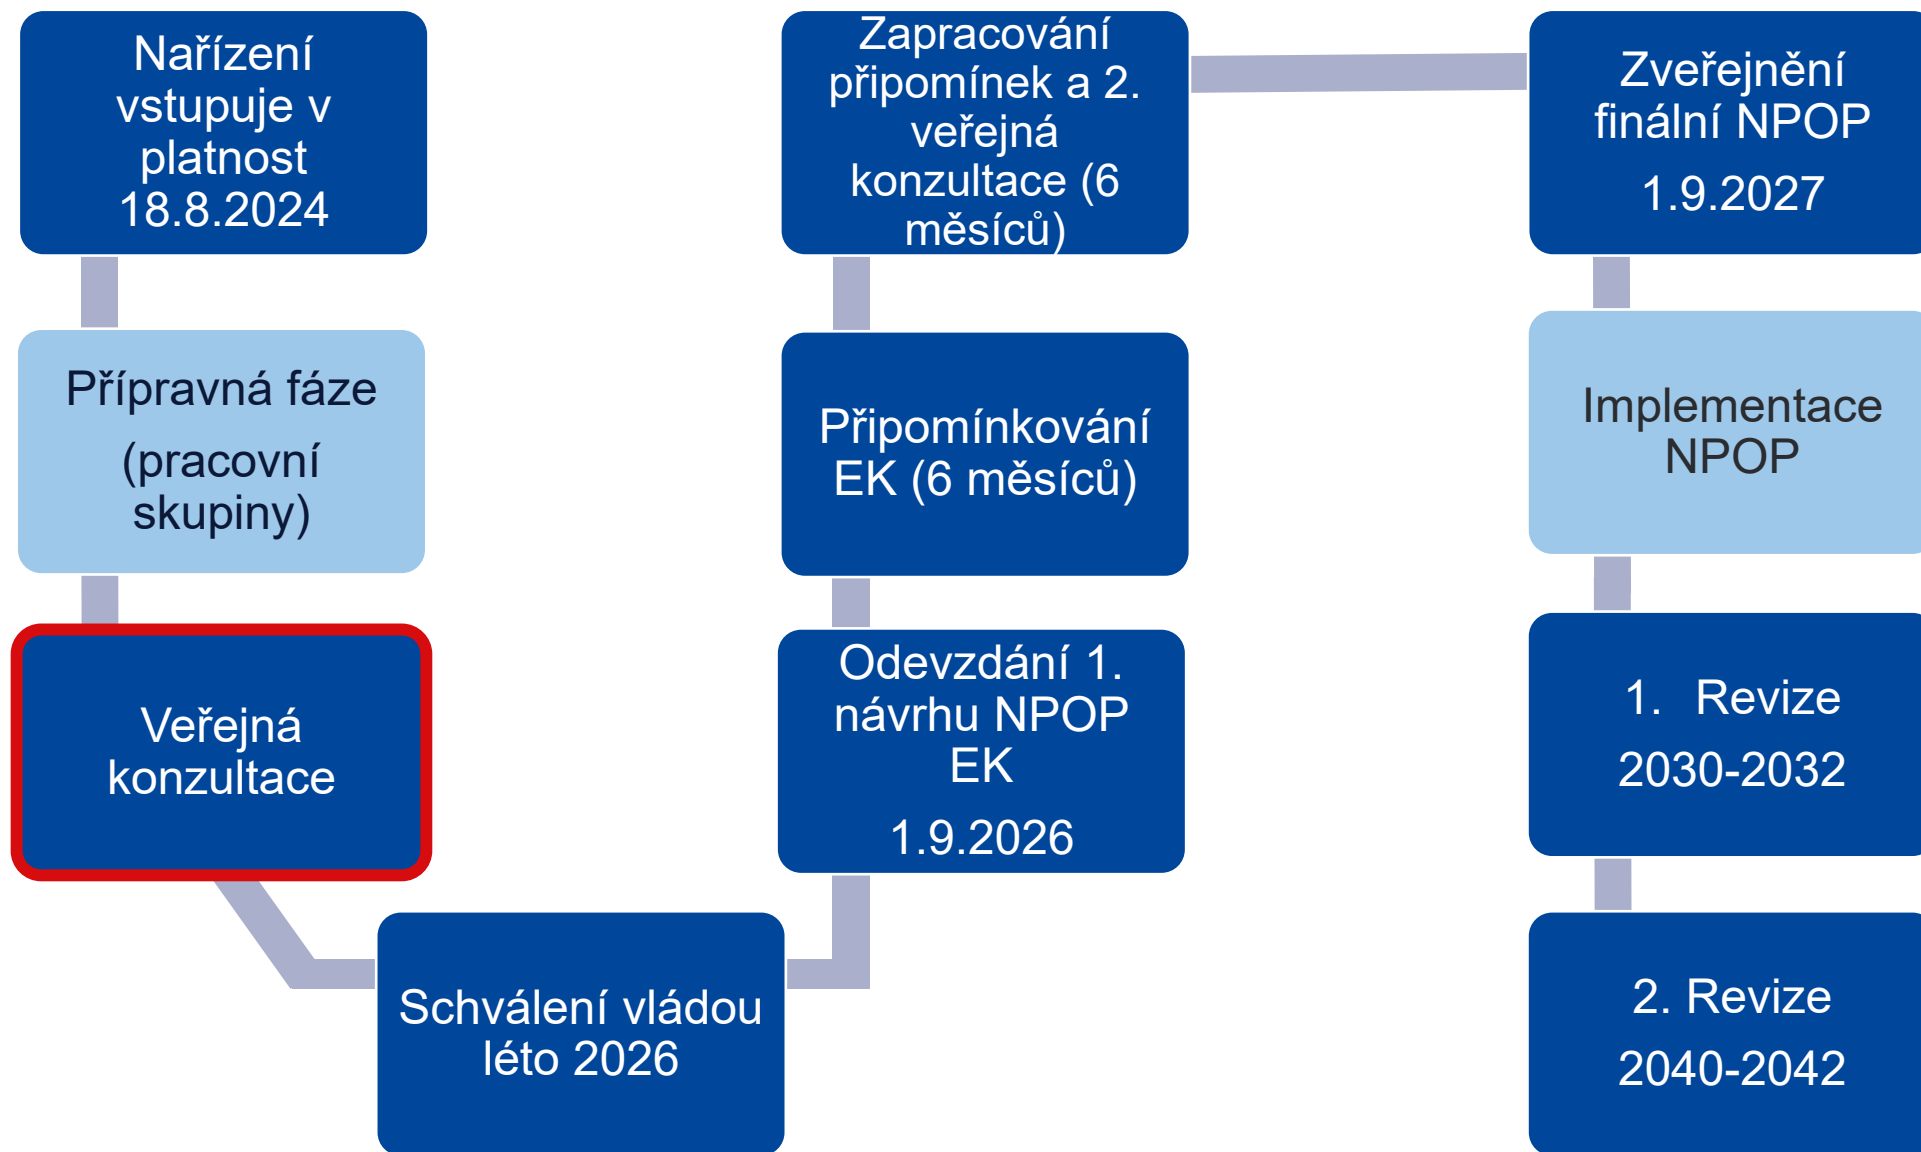 Nařízení
vstupuje v
platnost
18.8.2024
Přípravná fáze
(pracovní
skupiny)
Veřejná
konzultace
Schválení vládou
léto 2026
Odevzdání 1.
návrhu NPOP
EK
1.9.2026
Připomínkování
EK (6 měsíců)
Zapracování
připomínek a 2.
veřejná
konzultace (6
měsíců)
Zveřejnění
finální NPOP
1.9.2027
Implementace
NPOP
1. Revize
2030-2032
2. Revize
2040-2042